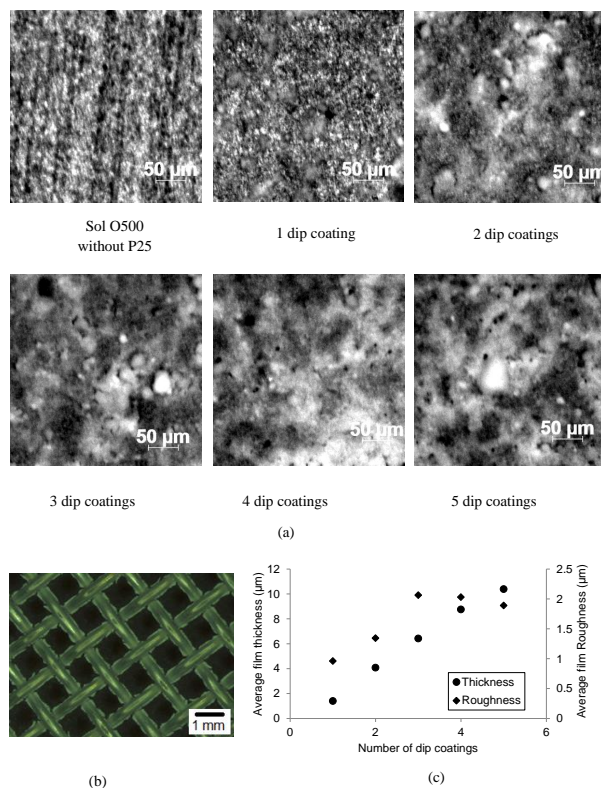 50 µm
50 µm
50 µm
Sol O500
without P25
1 dip coating
2 dip coatings
50 µm
50 µm
50 µm
3 dip coatings
4 dip coatings
5 dip coatings
(a)
1 mm
(b)
Average film thickness (µm)
12
10
8
6
4
2
0
2.5
2
1.5
1
0.5
0
Average film Roughness (µm)
Thickness
Roughness
0
2
4
6
Number of dip coatings
(c)